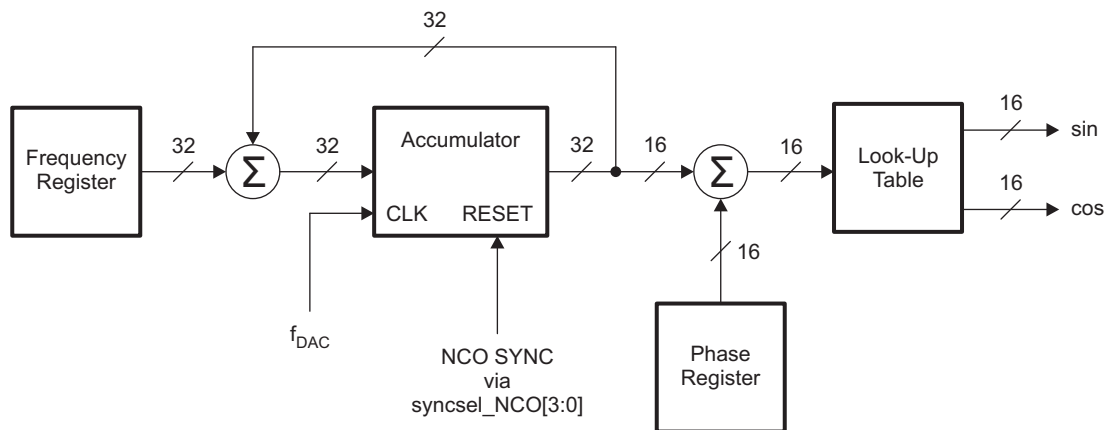 32
Frequency
Register
32
Σ
32
Accumulator
CLK
RESET
32
16
Σ
16
Look-Up
Table
16
sin
16
cos
16
f_DAC
NCO SYNC
via
syncsel_NCO[3:0]
Phase
Register